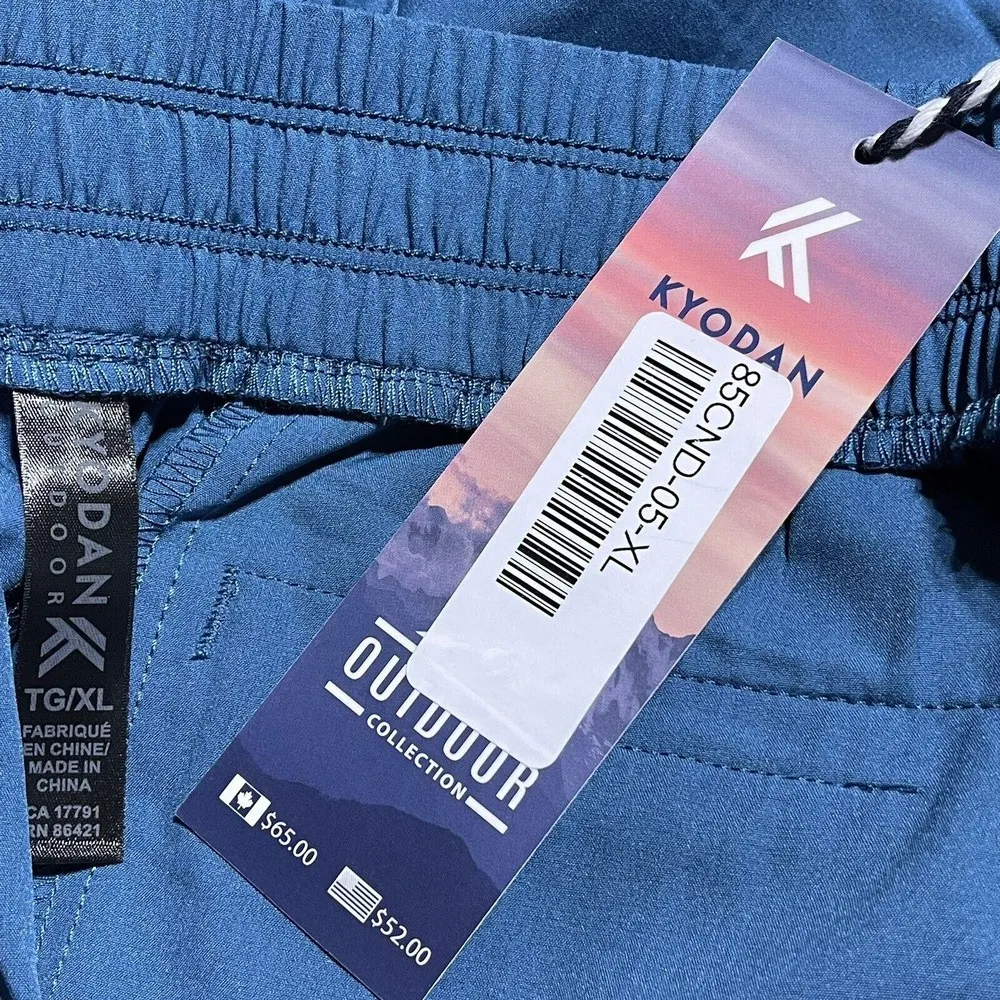 KYODAN
85CND-05-XL
OUTDOOR
COLLECTION
$65.00
$52.00
KYODAN
OUTDOOR
TG/XL
FABRIQUÉ
EN CHINE/
MADE IN
CHINA
CA 17791
RN 86421